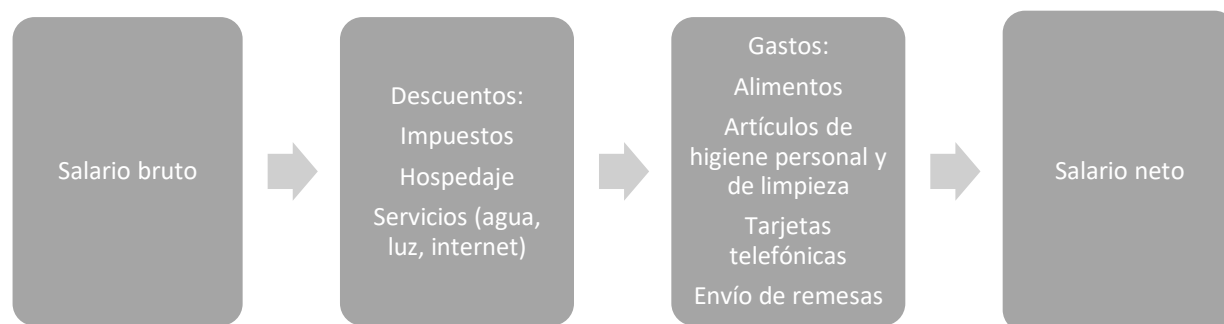 Salario bruto
Descuentos:
Impuestos
Hospedaje
Servicios (agua,
luz, internet)
Gastos:
Alimentos
Artículos de
higiene personal y
de limpieza
Tarjetas
telefónicas
Envío de remesas
Salario neto